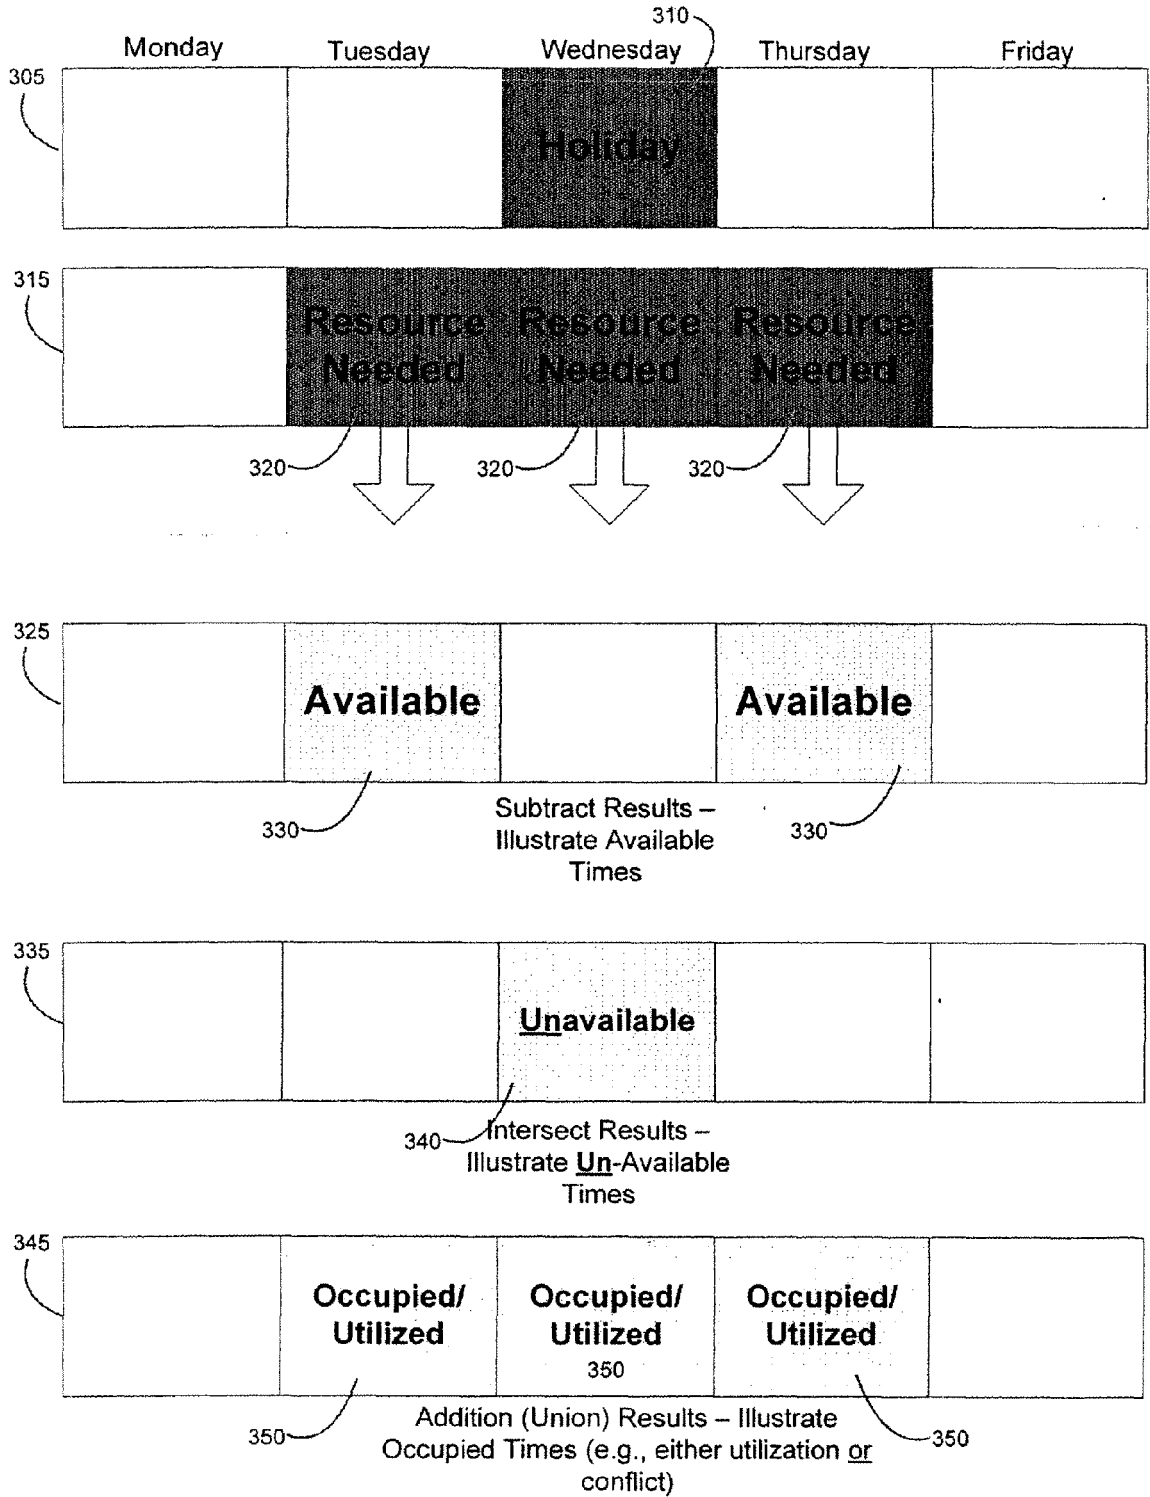 310
Monday Tuesday Wednesday Thursday Friday
305
Holiday
315
Resource Needed
Resource Needed
Resource Needed
320 320 320
325
Available Available
330 330
Subtract Results –
Illustrate Available
Times
335
Unavailable
340
Intersect Results –
Illustrate Un-Available
Times
345
Occupied/ Utilized
Occupied/ Utilized
350
Occupied/ Utilized
350 350
Addition (Union) Results – Illustrate
Occupied Times (e.g., either utilization or
conflict)